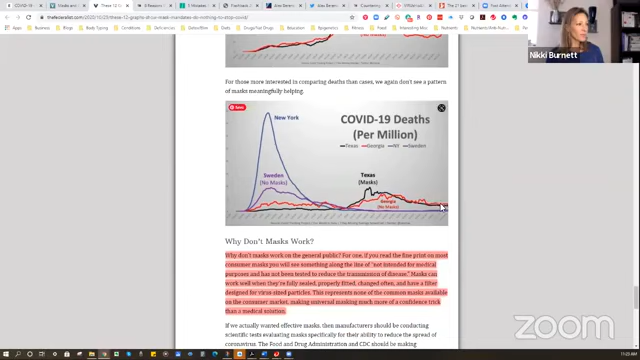 Nikki Burnett
thefederalist.com/2020/10/29/these-12-graphs-show-mask-mandates-do-nothing-to-stop-covid/
For those more interested in comparing deaths than cases, we again don't see a pattern
of masks meaningfully helping.
Save
COVID-19 Deaths
(Per Million)
Texas Georgia NY Sweden
New York
Sweden
(No Masks)
Texas
(Masks)
Georgia
(No Masks)
Why Don't Masks Work?
Why don't masks work on the general public? For one, if you read the fine print on most
consumer masks you will see something along the line of "not intended for medical
purposes and has not been tested to reduce the transmission of disease." Masks can
work well when they're fully sealed, properly fitted, changed often, and have a filter
designed for virus-sized particles. This represents none of the common masks available
on the consumer market, making universal masking much more of a confidence trick
than a medical solution.
If we actually wanted effective masks, then manufacturers should be conducting
scientific tests evaluating masks specifically for their ability to reduce the spread of
coronavirus. The Food and Drug Administration and CDC should be making
zoom